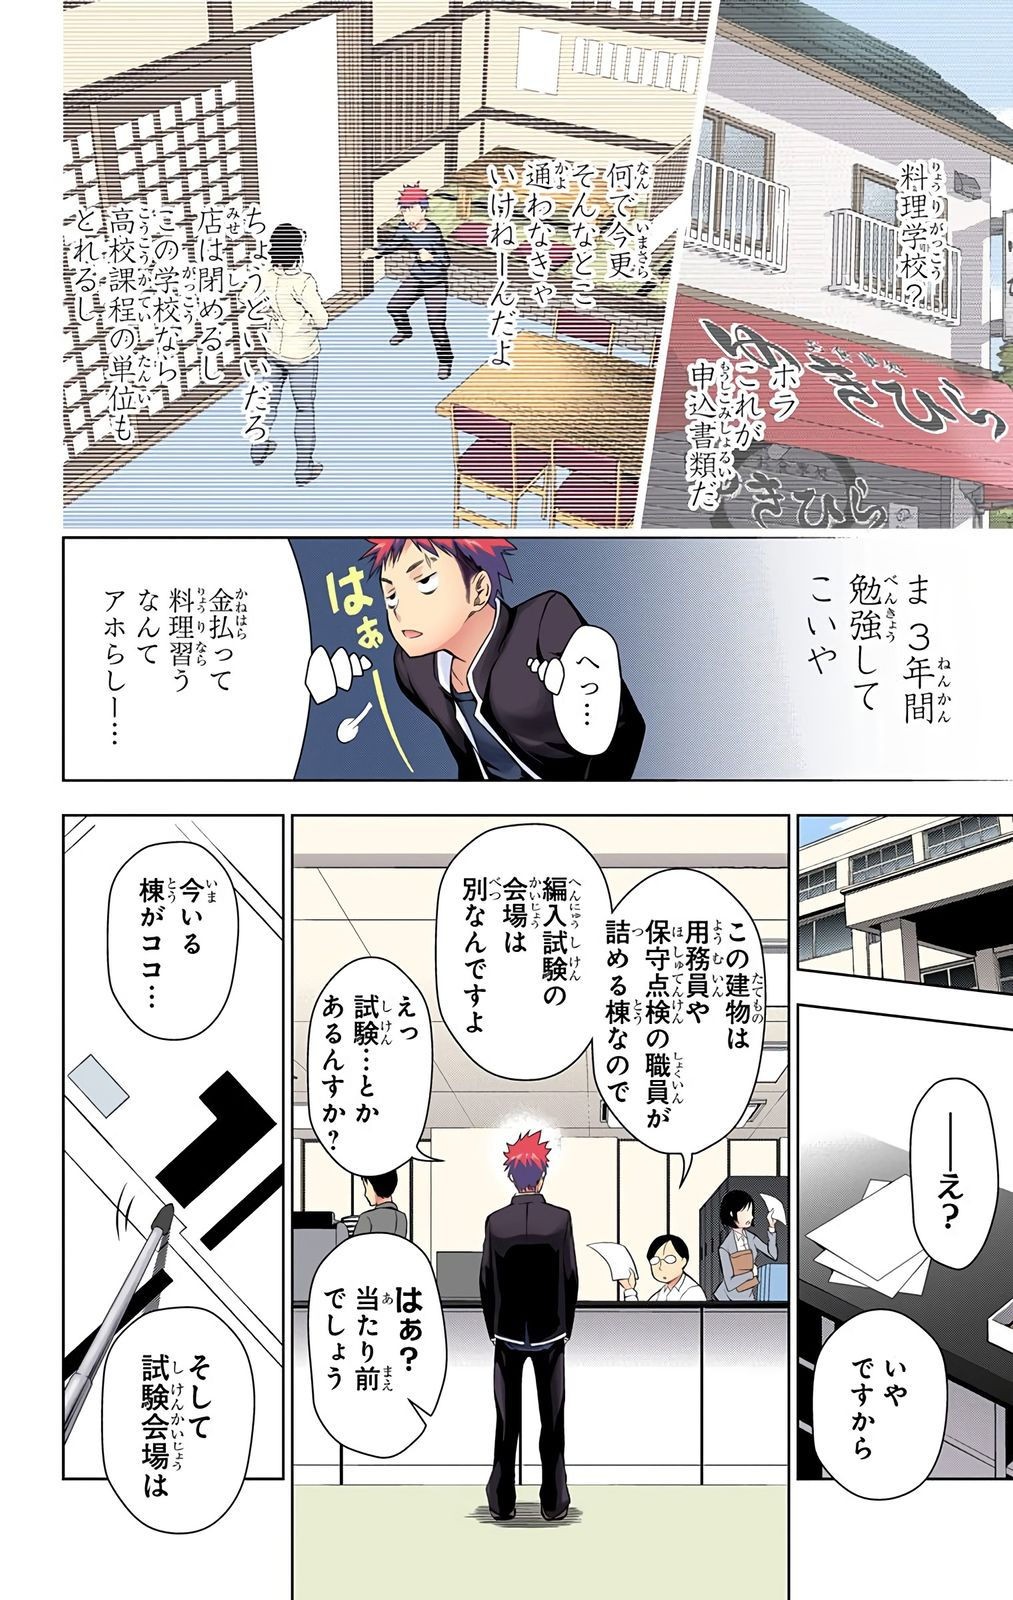 料理学校？
ホラ
これが
申込書類だ
何で今更
そんなとこ
通わなきゃ
いけねーんだよ
ちょうどいいだろ
店は閉めるし
この学校なら
高校課程の単位も
とれるし
ま３年間
勉強して
こいや
へっ…
はぁー
金払って
料理習う
なんて
アホらしー…
――え？
いや
ですから
この建物は
用務員や
保守点検の職員が
詰める棟なので
編入試験の
会場は
別なんですよ
えっ
試験…とか
あるんすか？
はぁ？
当たり前
でしょう
今いる
棟がココ…
そして
試験会場は